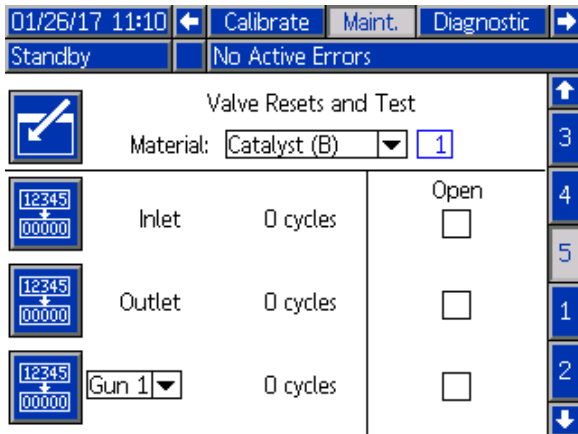 01/26/17 11:10 Calibrate Maint. Diagnostic
Standby No Active Errors
Valve Resets and Test
Material: Catalyst (B) 1
3
Open
12345
00000
Inlet 0 cycles
4
5
12345
00000
Outlet 0 cycles
1
12345
00000
Gun 1 0 cycles
2